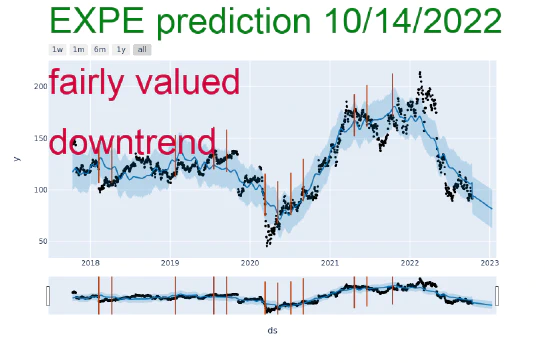 EXPE prediction 10/14/2022
1w 1m 6m 1y all
fairly valued
downtrend
200
150
100
50
y
2018 2019 2020 2021 2022 2023
ds